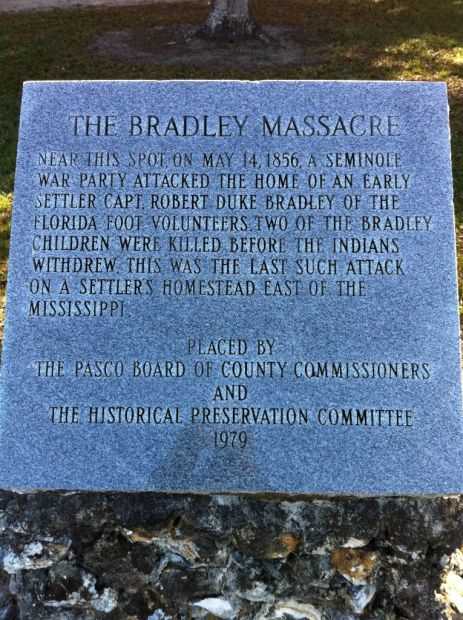 THE BRADLEY MASSACRE
NEAR THIS SPOT, ON MAY 14, 1856, A SEMINOLE
WAR PARTY ATTACKED THE HOME OF AN EARLY
SETTLER CAPT. ROBERT DUKE BRADLEY OF THE
FLORIDA FOOT VOLUNTEERS. TWO OF THE BRADLEY
CHILDREN WERE KILLED BEFORE THE INDIANS
WITHDREW. THIS WAS THE LAST SUCH ATTACK
ON A SETTLER'S HOMESTEAD EAST OF THE
MISSISSIPPI.
PLACED BY
THE PASCO BOARD OF COUNTY COMMISSIONERS
AND
THE HISTORICAL PRESERVATION COMMITTEE
1979